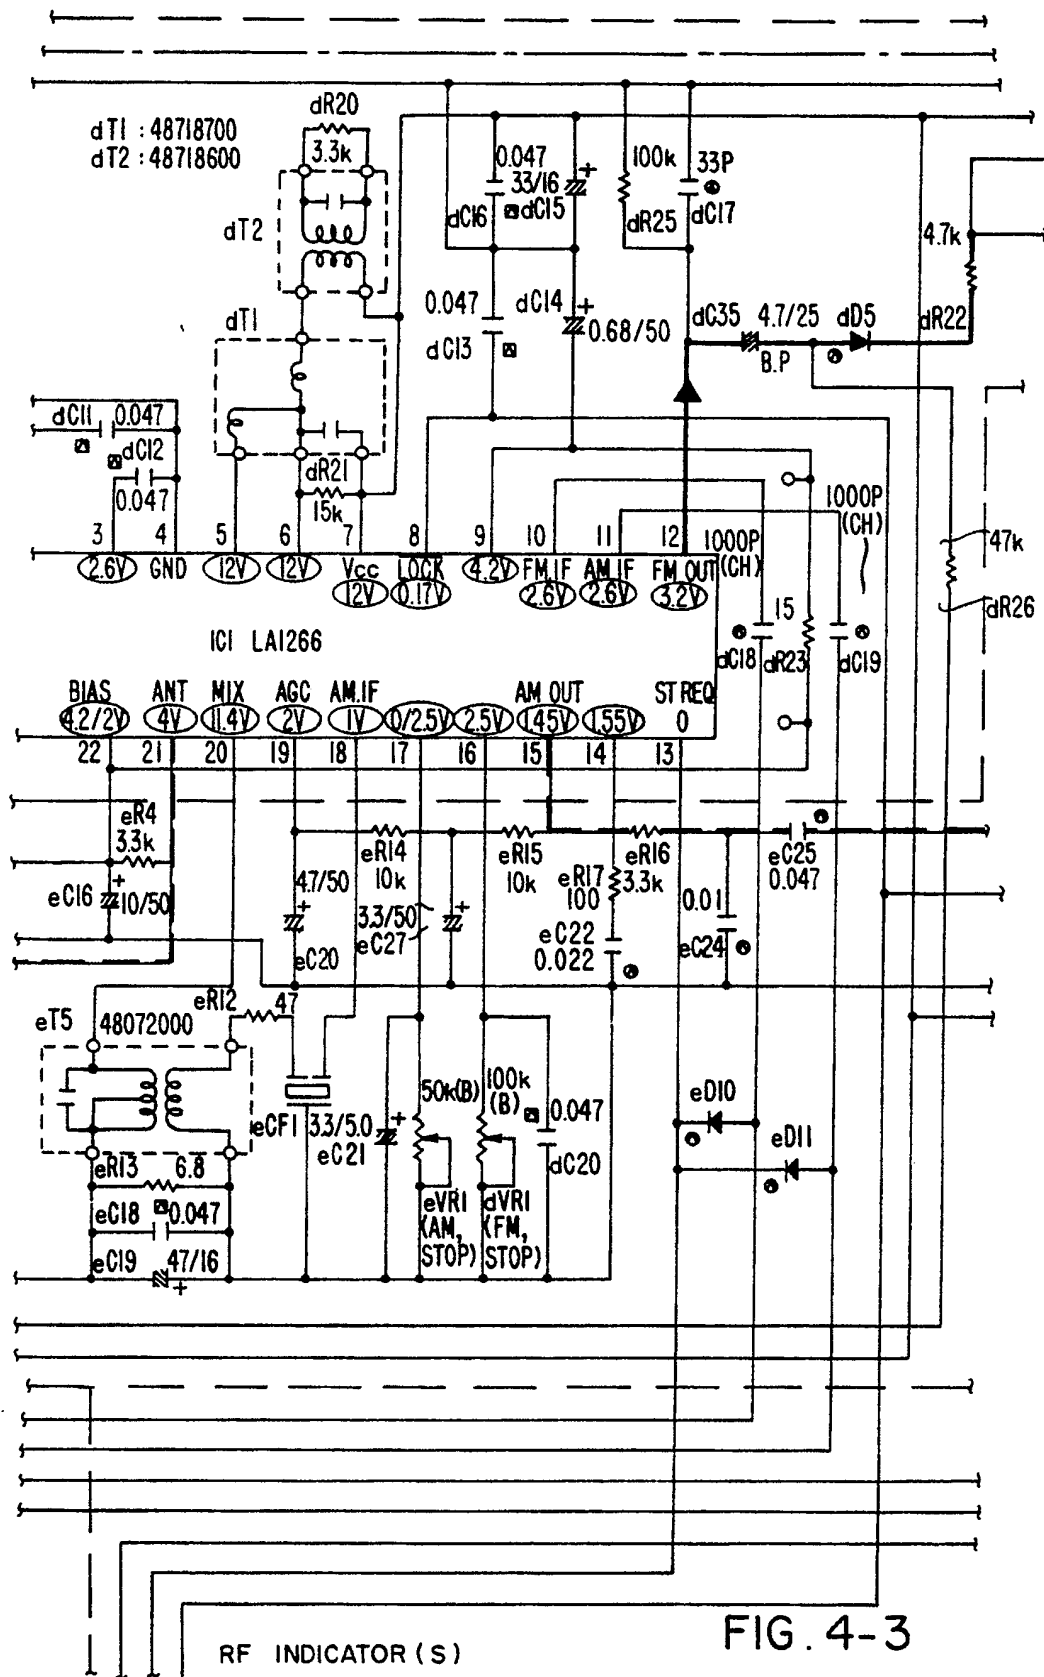 dT1 : 48718700
dT2 : 48718600
dR20
3.3k
dT2
dT1
0.047
33/16
dC16
dC15
100k
dR25
33P
dC17
0.047
dC13
dC14
0.68/50
dC35
4.7/25
B.P
dD5
4.7k
dR22
dC11
0.047
dC12
0.047
dR21
15k
1000P
(CH)
1000P
(CH)
47k
dR26
3
4
5
6
7
8
9
10
11
12
2.6V
GND
12V
12V
Vcc
12V
LOCK
0.17V
4.2V
FM.IF
2.6V
AM.IF
2.6V
FM OUT
3.2V
IC1 LA1266
15
dC18
dR23
dC19
BIAS
4.2/2V
ANT
4V
MIX
11.4V
AGC
2V
AM.IF
1V
0/2.5V
2.5V
AM OUT
1.45V
1.55V
ST REQ
0
22
21
20
19
18
17
16
15
14
13
eR4
3.3k
eC16
10/50
eR14
10k
eR15
10k
eR16
3.3k
eR17
100
eC25
0.047
4.7/50
eC20
3.3/50
eC27
eC22
0.022
0.01
eC24
eT5
48072000
eR12
47
eCF1
3.3/5.0
eC21
50k(B)
100k
(B)
0.047
dC20
eD10
eD11
eR13
6.8
eC18
0.047
eC19
47/16
eVR1
(AM,
STOP)
dVR1
(FM,
STOP)
RF INDICATOR (S)
FIG. 4-3